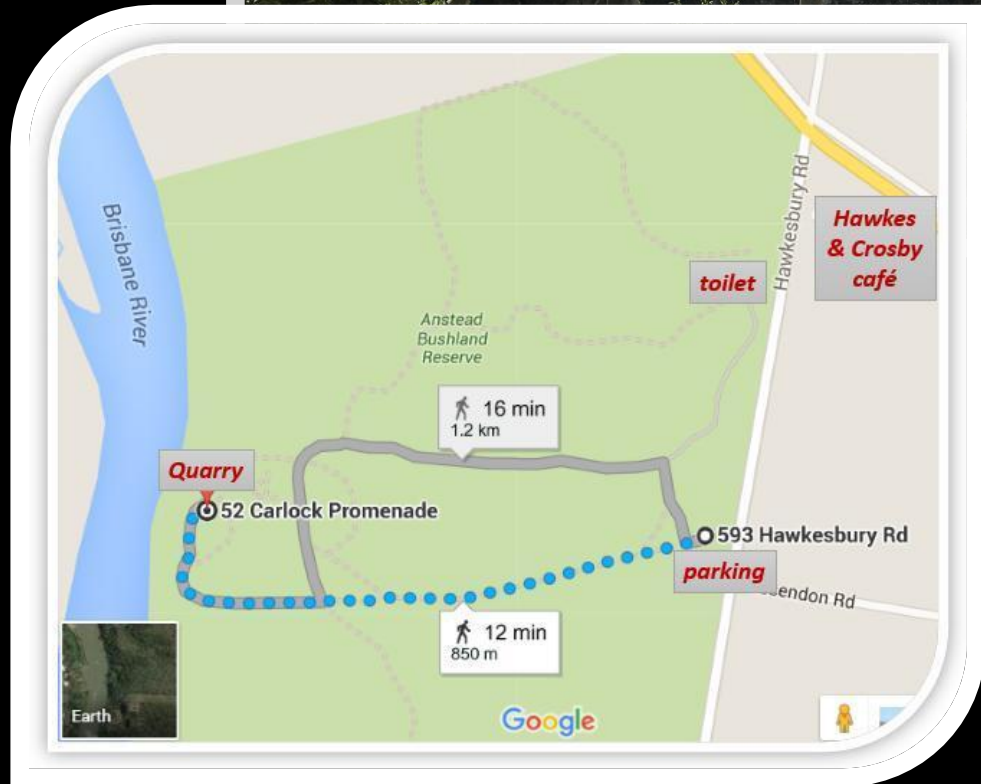 Hawkesbury Rd
Hawkes
& Crosby
café
toilet
Brisbane River
Anstead
Bushland
Reserve
16 min
1.2 km
Quarry
52 Carlock Promenade
593 Hawkesbury Rd
parking
12 min
850 m
Rd
Earth
Google